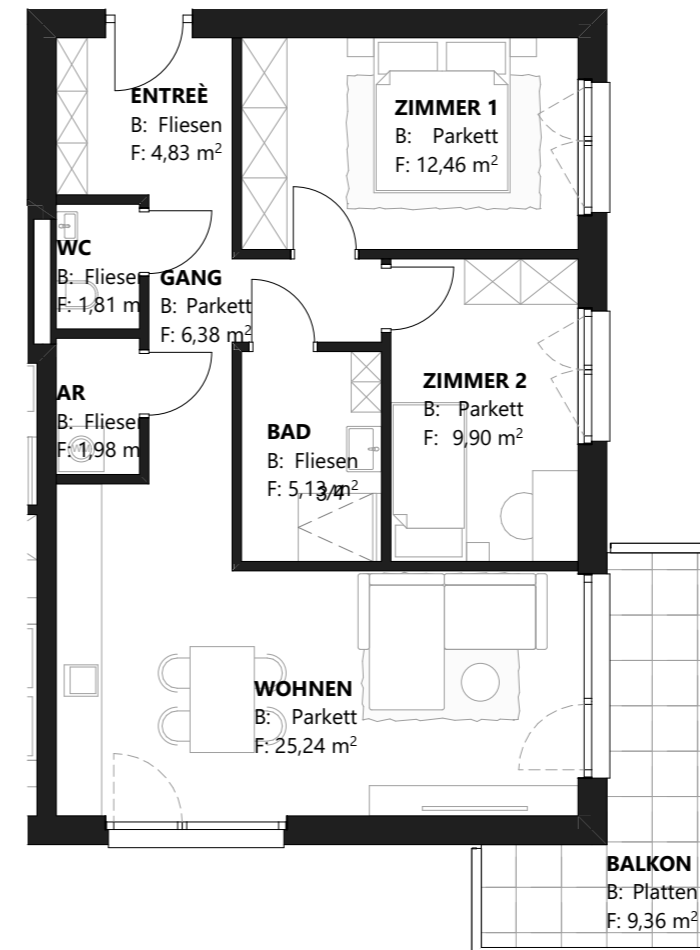 ENTREÈ
B: Fliesen
F: 4,83 m²
ZIMMER 1
B: Parkett
F: 12,46 m²
WC
B: Fliesen
F: 1,81 m
GANG
B: Parkett
F: 6,38 m²
ZIMMER 2
B: Parkett
F: 9,90 m²
AR
B: Fliesen
F: 1,98 m
WM
BAD
B: Fliesen
F: 5,13 m²
3/4
WOHNEN
B: Parkett
F: 25,24 m²
BALKON
B: Platten
F: 9,36 m²